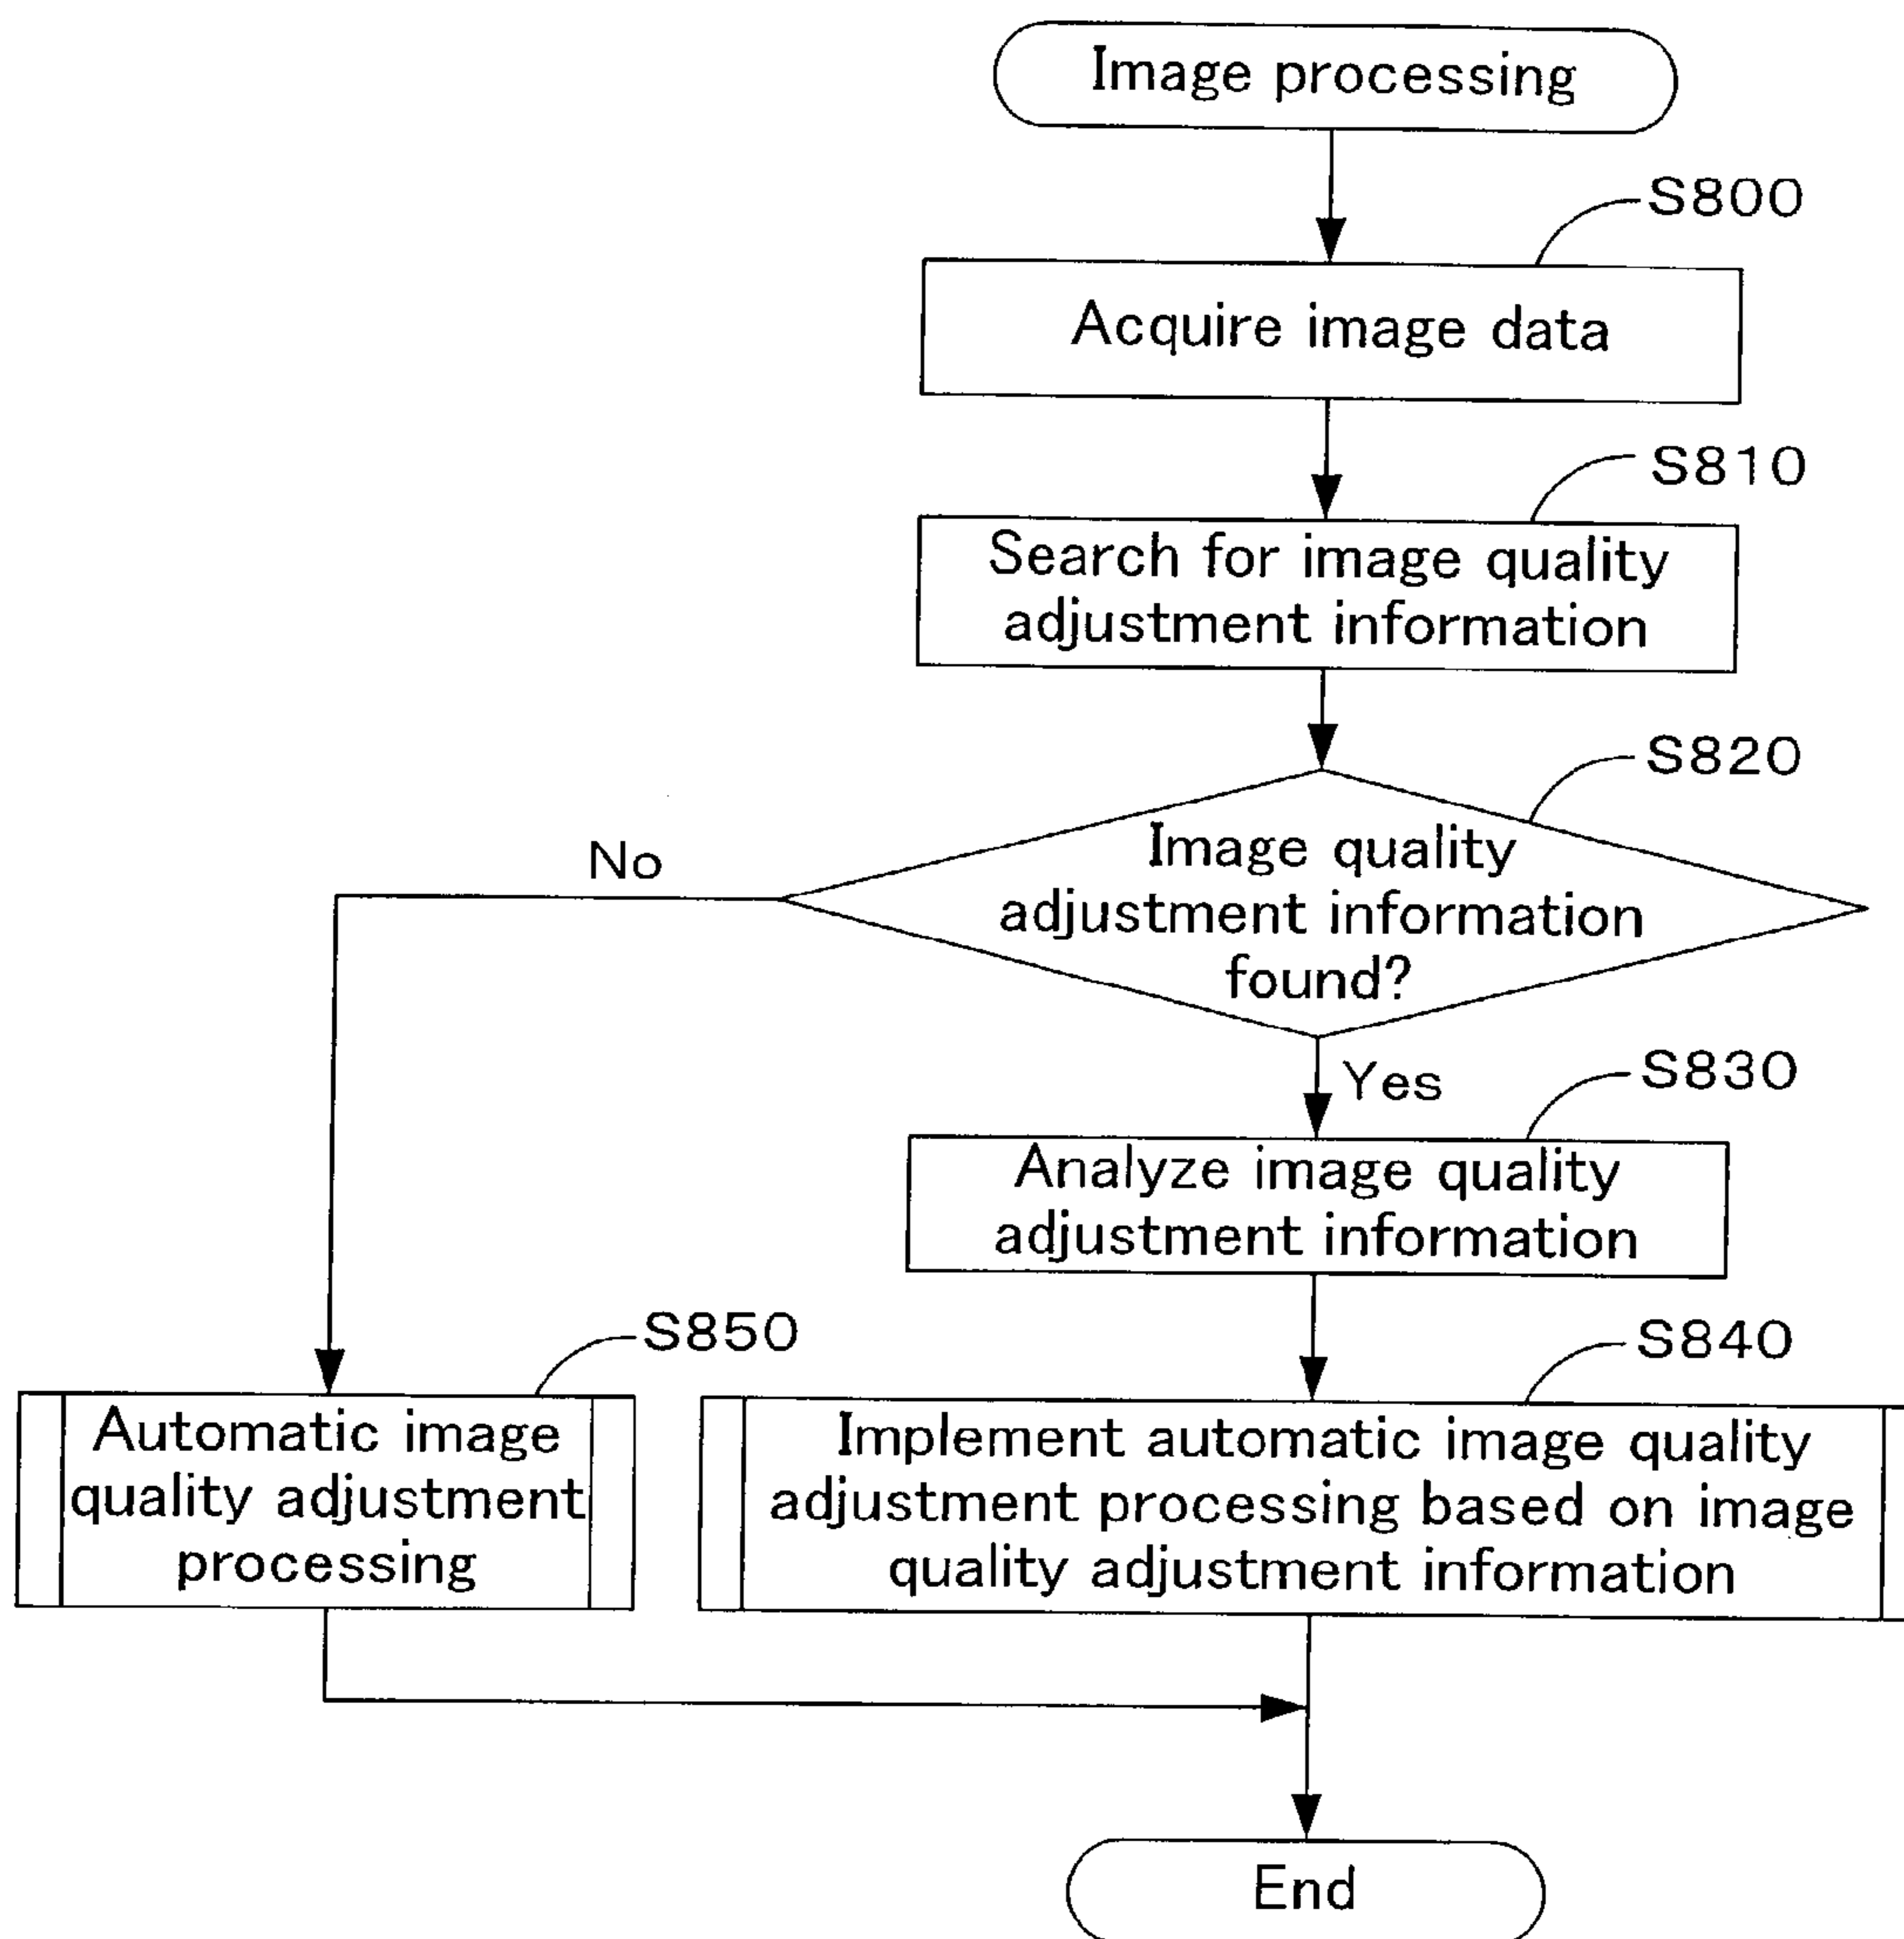 Image processing
S800
Acquire image data
S810
Search for image quality
adjustment information
S820
Image quality
adjustment information
found?
No
Yes
S830
Analyze image quality
adjustment information
S850
Automatic image
quality adjustment
processing
S840
Implement automatic image quality
adjustment processing based on image
quality adjustment information
End